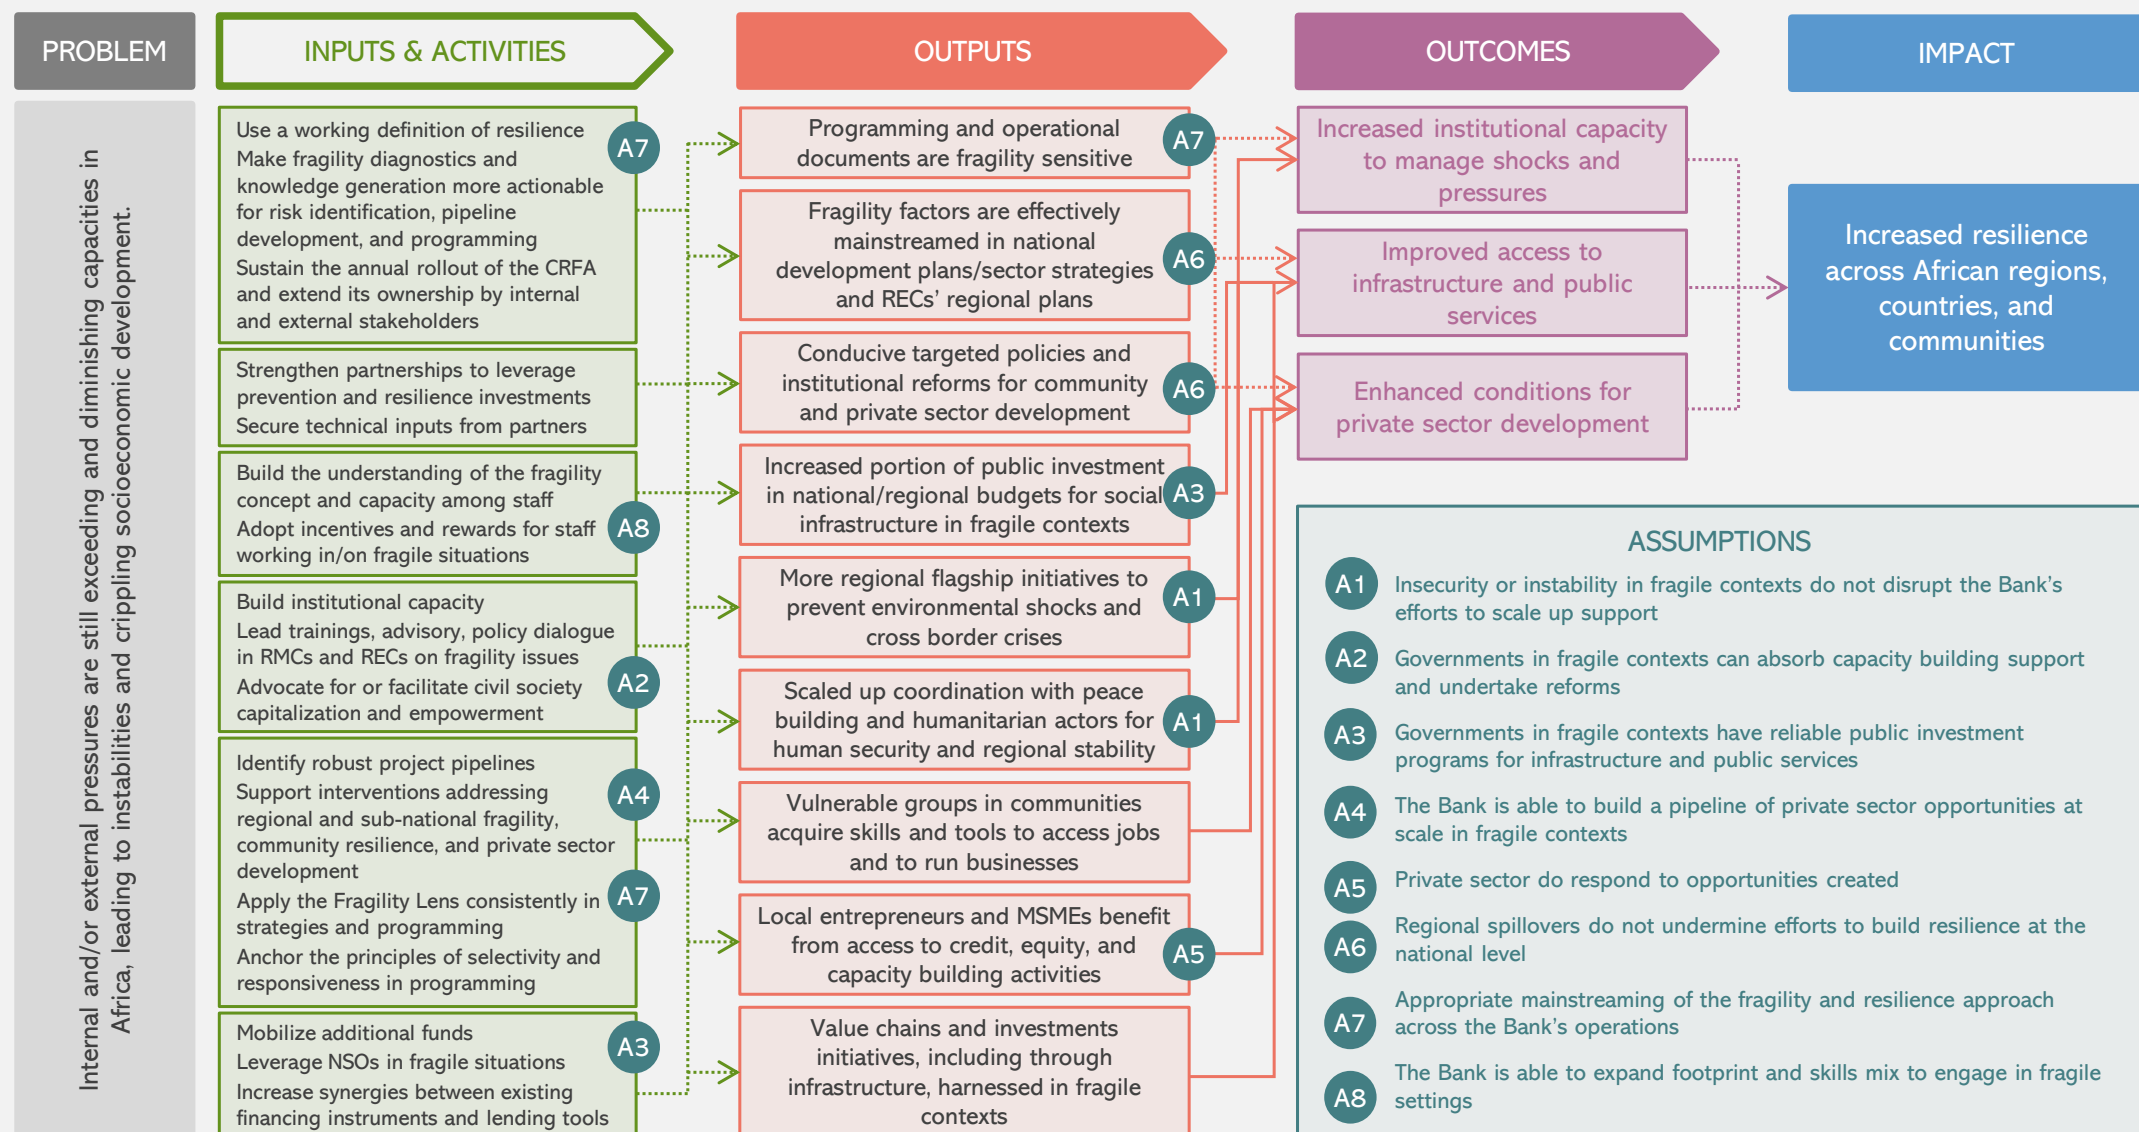 PROBLEM
Internal and/or external pressures are still exceeding and diminishing capacities in
Africa, leading to instabilities and crippling socioeconomic development.
INPUTS & ACTIVITIES
Use a working definition of resilience
Make fragility diagnostics and
knowledge generation more actionable
for risk identification, pipeline
development, and programming
Sustain the annual rollout of the CRFA
and extend its ownership by internal
and external stakeholders
A7
Strengthen partnerships to leverage
prevention and resilience investments
Secure technical inputs from partners
Build the understanding of the fragility
concept and capacity among staff
Adopt incentives and rewards for staff
working in/on fragile situations
A8
Build institutional capacity
Lead trainings, advisory, policy dialogue
in RMCs and RECs on fragility issues
Advocate for or facilitate civil society
capitalization and empowerment
A2
Identify robust project pipelines
Support interventions addressing
regional and sub-national fragility,
community resilience, and private sector
development
Apply the Fragility Lens consistently in
strategies and programming
Anchor the principles of selectivity and
responsiveness in programming
A4
A7
Mobilize additional funds
Leverage NSOs in fragile situations
Increase synergies between existing
financing instruments and lending tools
A3
OUTPUTS
Programming and operational
documents are fragility sensitive
A7
Fragility factors are effectively
mainstreamed in national
development plans/sector strategies
and RECs’ regional plans
A6
Conducive targeted policies and
institutional reforms for community
and private sector development
A6
Increased portion of public investment
in national/regional budgets for social
infrastructure in fragile contexts
A3
More regional flagship initiatives to
prevent environmental shocks and
cross border crises
A1
Scaled up coordination with peace
building and humanitarian actors for
human security and regional stability
A1
Vulnerable groups in communities
acquire skills and tools to access jobs
and to run businesses
Local entrepreneurs and MSMEs benefit
from access to credit, equity, and
capacity building activities
A5
Value chains and investments
initiatives, including through
infrastructure, harnessed in fragile
contexts
OUTCOMES
Increased institutional capacity
to manage shocks and
pressures
Improved access to
infrastructure and public
services
Enhanced conditions for
private sector development
IMPACT
Increased resilience
across African regions,
countries, and
communities
ASSUMPTIONS
A1
Insecurity or instability in fragile contexts do not disrupt the Bank’s
efforts to scale up support
A2
Governments in fragile contexts can absorb capacity building support
and undertake reforms
A3
Governments in fragile contexts have reliable public investment
programs for infrastructure and public services
A4
The Bank is able to build a pipeline of private sector opportunities at
scale in fragile contexts
A5
Private sector do respond to opportunities created
A6
Regional spillovers do not undermine efforts to build resilience at the
national level
A7
Appropriate mainstreaming of the fragility and resilience approach
across the Bank’s operations
A8
The Bank is able to expand footprint and skills mix to engage in fragile
settings